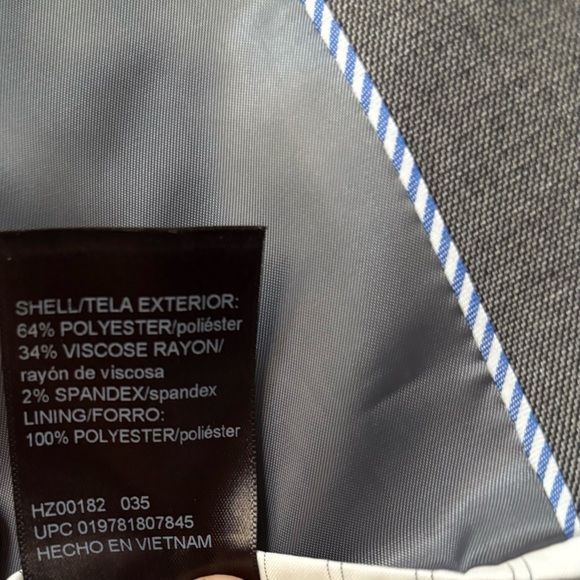 SHELL/TELA EXTERIOR:
64% POLYESTER/poliéster
34% VISCOSE RAYON/
rayón de viscosa
2% SPANDEX/spandex
LINING/FORRO:
100% POLYESTER/poliéster
HZ00182 035
UPC 019781807845
HECHO EN VIETNAM